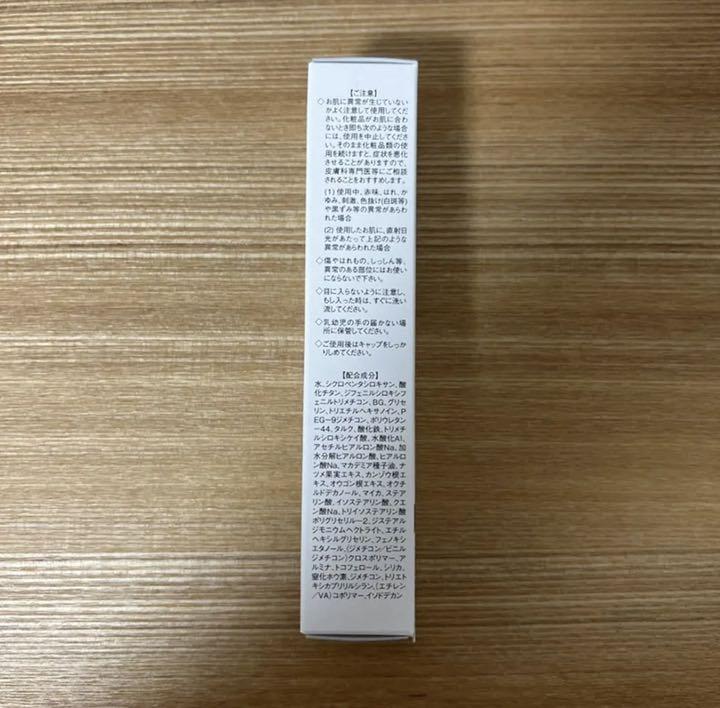 【ご注意】
◇お肌に異常が生じていない
かよく注意して使用してくだ
さい。化粧品がお肌に合わ
ないとき即ち次のような場合
には、使用を中止してくださ
い。そのまま化粧品類の使
用を続けますと、症状を悪化
させることがありますので、
皮膚科専門医等にご相談
されることをおすすめします。
(1) 使用中、赤味、はれ、か
ゆみ、刺激、色抜け(白斑等)
や黒ずみ等の異常があらわ
れた場合
(2) 使用したお肌に、直射日
光があたって上記のような
異常があらわれた場合
◇傷やはれもの、しっしん等、
異常のある部位にはお使い
にならないで下さい。
◇目に入らないように注意し、
もし入った時は、すぐに洗い
流してください。
◇乳幼児の手の届かない場
所に保管してください。
◇ご使用後はキャップをしっか
りしめてください。
【配合成分】
水、シクロペンタシロキサン、酸
化チタン、ジフェニルシロキシフ
ェニルトリメチコン、BG、グリセ
リン、トリエチルヘキサノイン、P
EG－9ジメチコン、ポリウレタン
－44、タルク、酸化鉄、トリメチ
ルシロキシケイ酸、水酸化Al、
アセチルヒアルロン酸Na、加
水分解ヒアルロン酸、ヒアルロ
ン酸Na、マカデミア種子油、ナ
ツメ果実エキス、カンゾウ根エキ
ス、オウゴン根エキス、オクチ
ルドデカノール、マイカ、ステア
リン酸、イソステアリン酸、クエ
ン酸Na、トリイソステアリン酸
ポリグリセリル－2、ジステアル
ジモニウムヘクトライト、エチル
ヘキシルグリセリン、フェノキシ
エタノール、(ジメチコン／ビニル
ジメチコン)クロスポリマー、ア
ルミナ、トコフェロール、シリカ、
窒化ホウ素、ジメチコン、トリエト
キシカプリリルシラン、(エチレン
／VA)コポリマー、イソドデカン